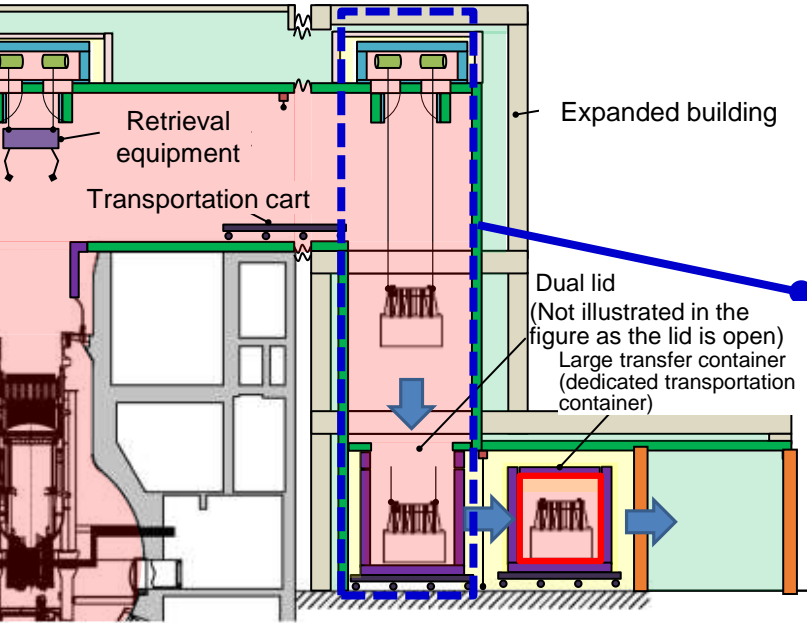 Retrieval
equipment
Expanded building
Transportation cart
Dual lid
(Not illustrated in the
figure as the lid is open)
Large transfer container
(dedicated transportation
container)